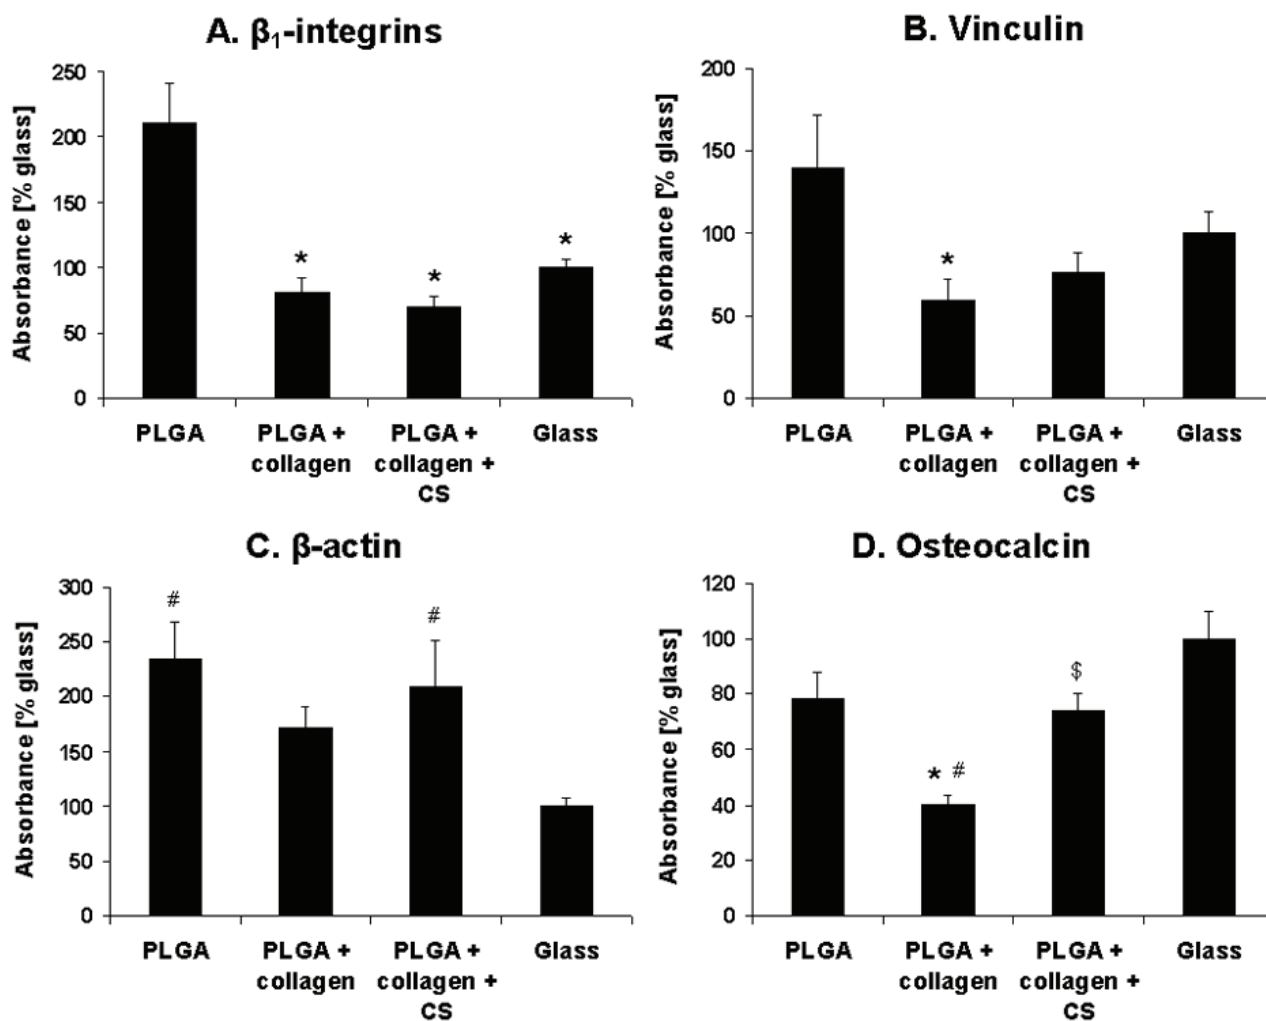 A. β₁-integrins
Absorbance [% glass]
250
200
150
100
50
0
*
*
*
PLGA
PLGA +
collagen
PLGA +
collagen +
CS
Glass
B. Vinculin
Absorbance [% glass]
200
150
100
50
0
*
PLGA
PLGA +
collagen
PLGA +
collagen +
CS
Glass
C. β-actin
Absorbance [% glass]
300
250
200
150
100
50
0
#
#
PLGA
PLGA +
collagen
PLGA +
collagen +
CS
Glass
D. Osteocalcin
Absorbance [% glass]
120
100
80
60
40
20
0
* #
$
PLGA
PLGA +
collagen
PLGA +
collagen +
CS
Glass